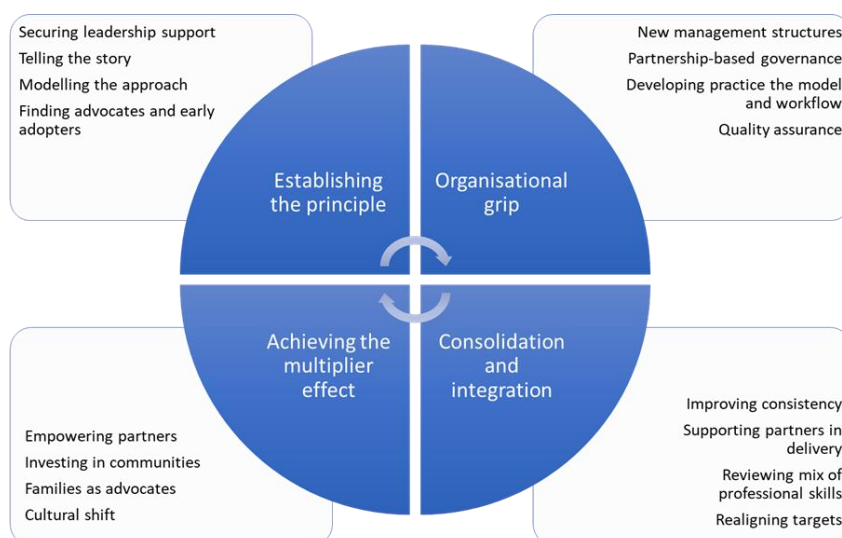 Securing leadership support
Telling the story
Modelling the approach
Finding advocates and early
adopters
Establishing
the principle
Organisational
grip
New management structures
Partnership-based governance
Developing practice the model
and workflow
Quality assurance
Achieving the
multiplier
effect
Consolidation
and
integration
Empowering partners
Investing in communities
Families as advocates
Cultural shift
Improving consistency
Supporting partners in
delivery
Reviewing mix of
professional skills
Realigning targets